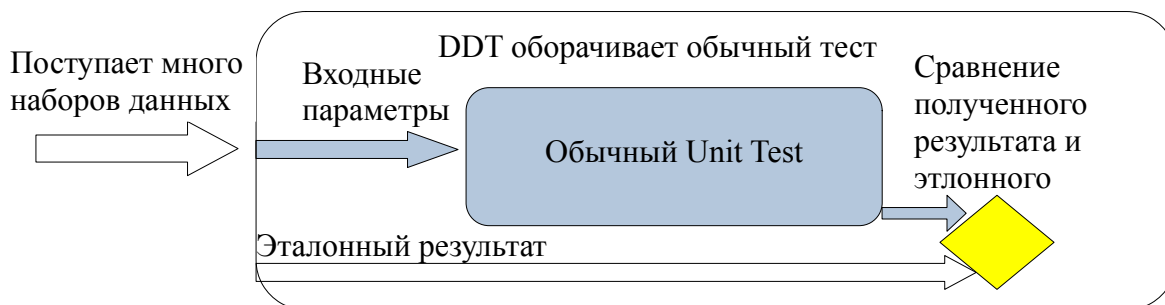 DDT оборачивает обычный тест
Поступает много
наборов данных
Входные
параметры
Обычный Unit Test
Сравнение
полученного
результата и
этлонного
Эталонный результат